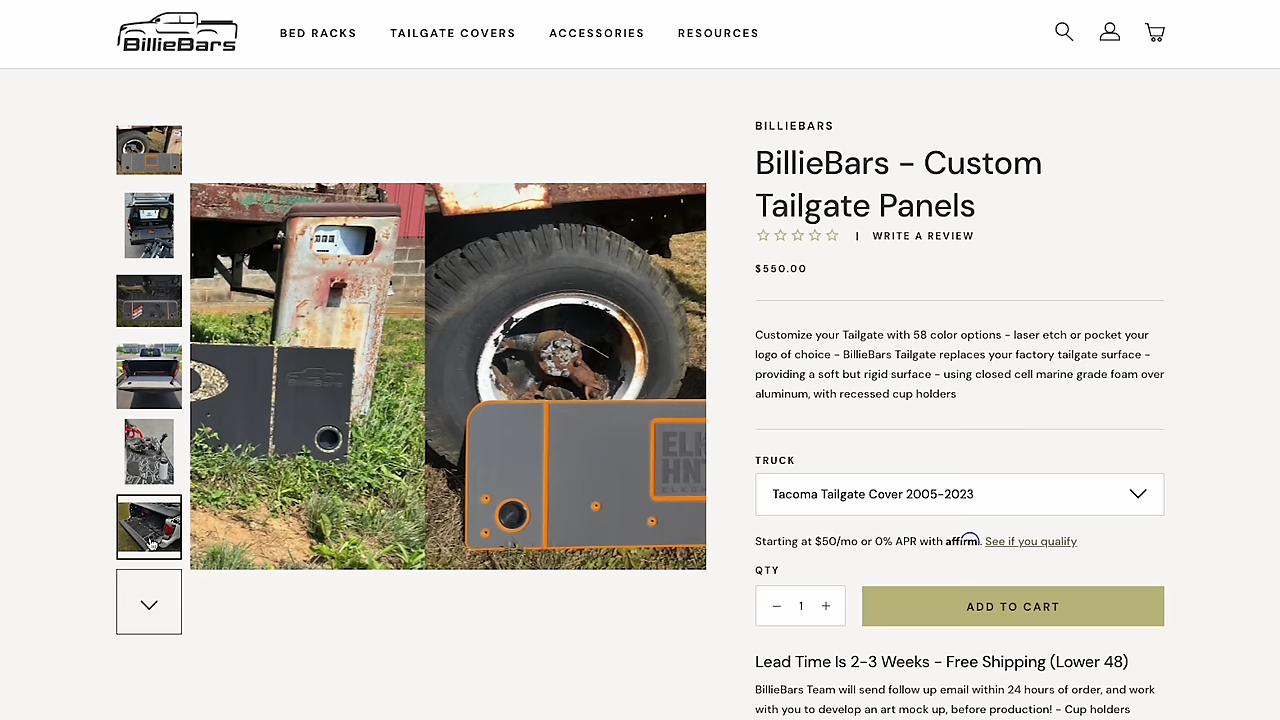 BillieBars
BED RACKS
TAILGATE COVERS
ACCESSORIES
RESOURCES
BILLIEBARS
BillieBars - Custom
Tailgate Panels
| WRITE A REVIEW
$550.00
Customize your Tailgate with 58 color options - laser etch or pocket your
logo of choice - BillieBars Tailgate replaces your factory tailgate surface -
providing a soft but rigid surface - using closed cell marine grade foam over
aluminum, with recessed cup holders
TRUCK
Tacoma Tailgate Cover 2005-2023
Starting at $50/mo or 0% APR with affirm. See if you qualify
QTY
− 1 +
ADD TO CART
Lead Time Is 2-3 Weeks - Free Shipping (Lower 48)
BillieBars Team will send follow up email within 24 hours of order, and work
with you to develop an art mock up, before production! - Cup holders